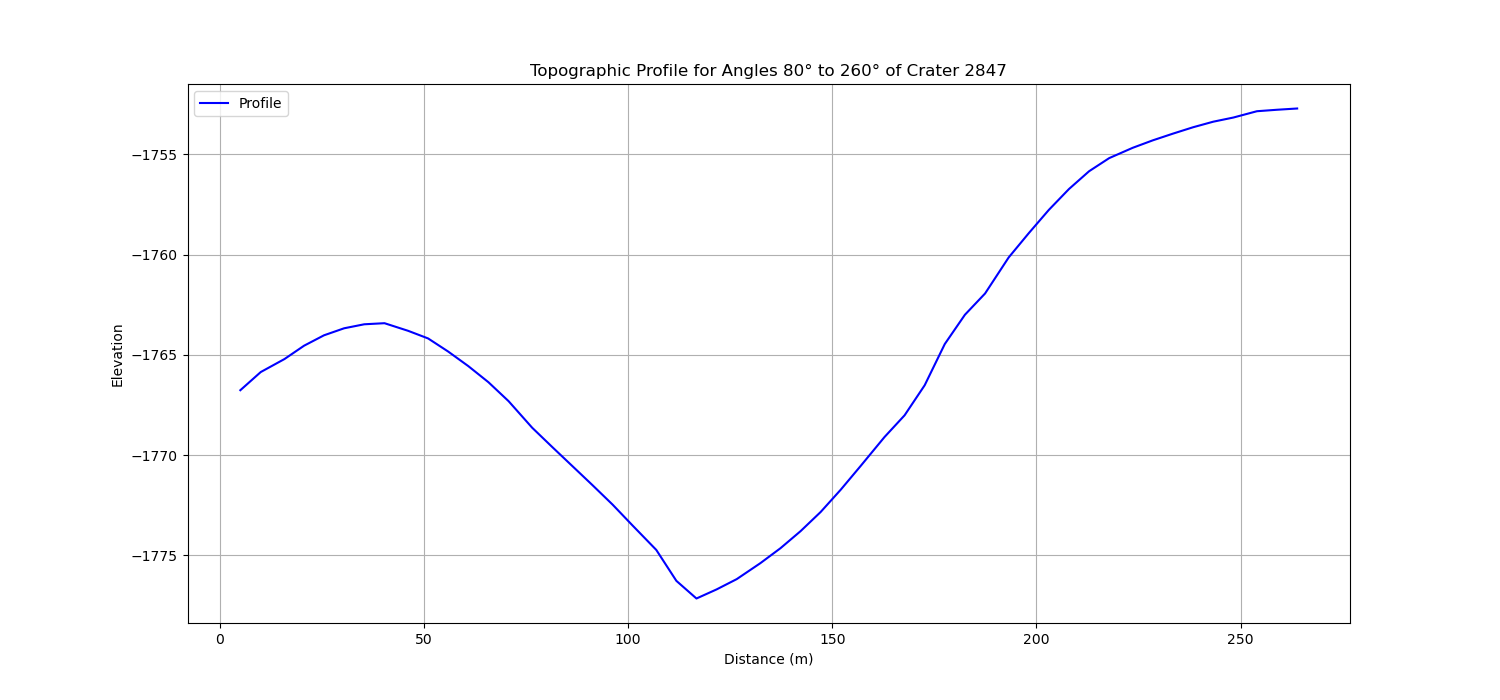 Topographic Profile for Angles 80° to 260° of Crater 2847
Profile
−1755
−1760
−1765
−1770
−1775
Elevation
0 50 100 150 200 250
Distance (m)